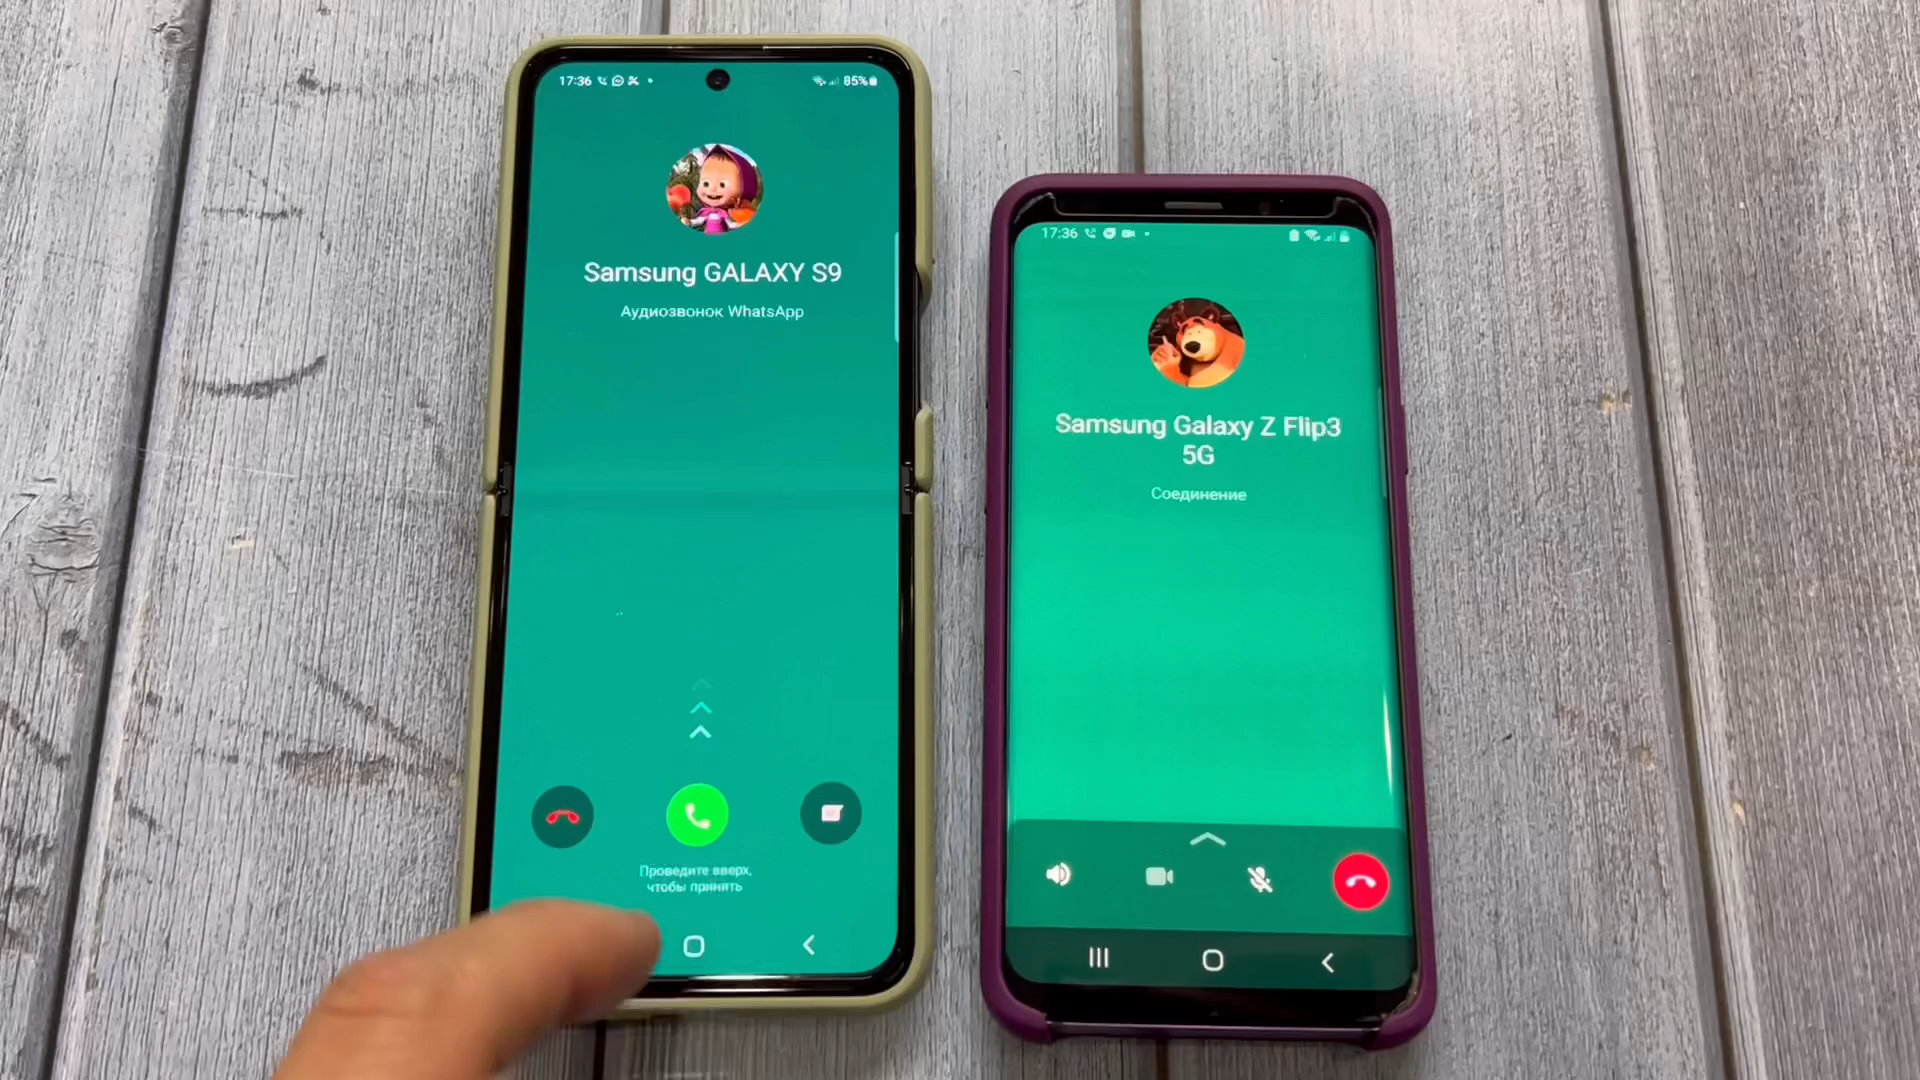 17:36
85%
Samsung GALAXY S9
Аудиозвонок WhatsApp
Проведите вверх,
чтобы принять
17:36
Samsung Galaxy Z Flip3
5G
Соединение